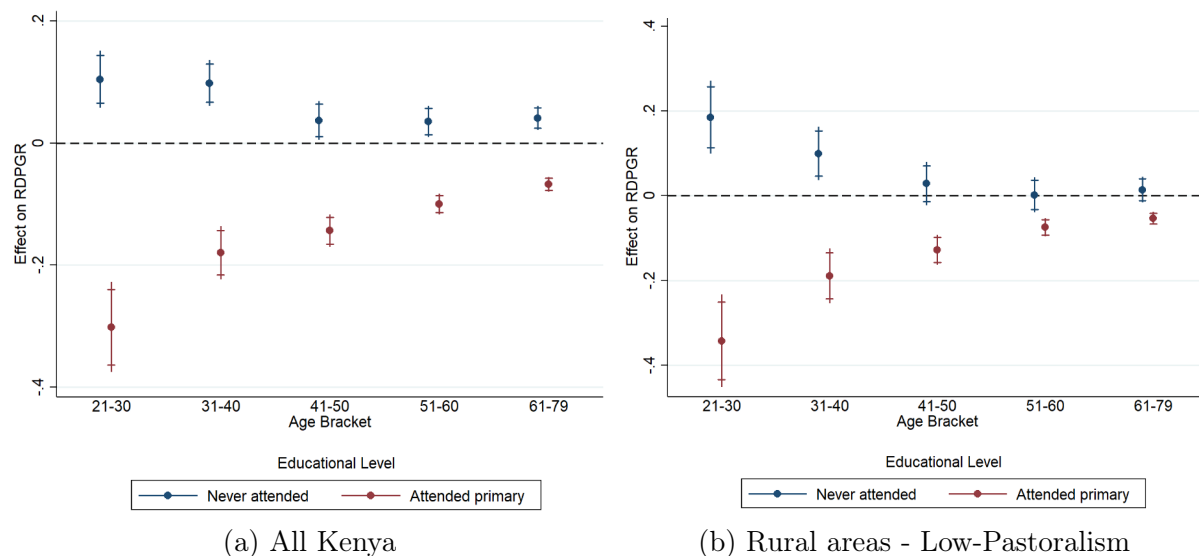 .2
0
-.2
-.4
Effect on RDPGR
21-30 31-40 41-50 51-60 61-79
Age Bracket
Educational Level
Never attended Attended primary
(a) All Kenya
.4
.2
0
-.2
-.4
Effect on RDPGR
21-30 31-40 41-50 51-60 61-79
Age Bracket
Educational Level
Never attended Attended primary
(b) Rural areas - Low-Pastoralism